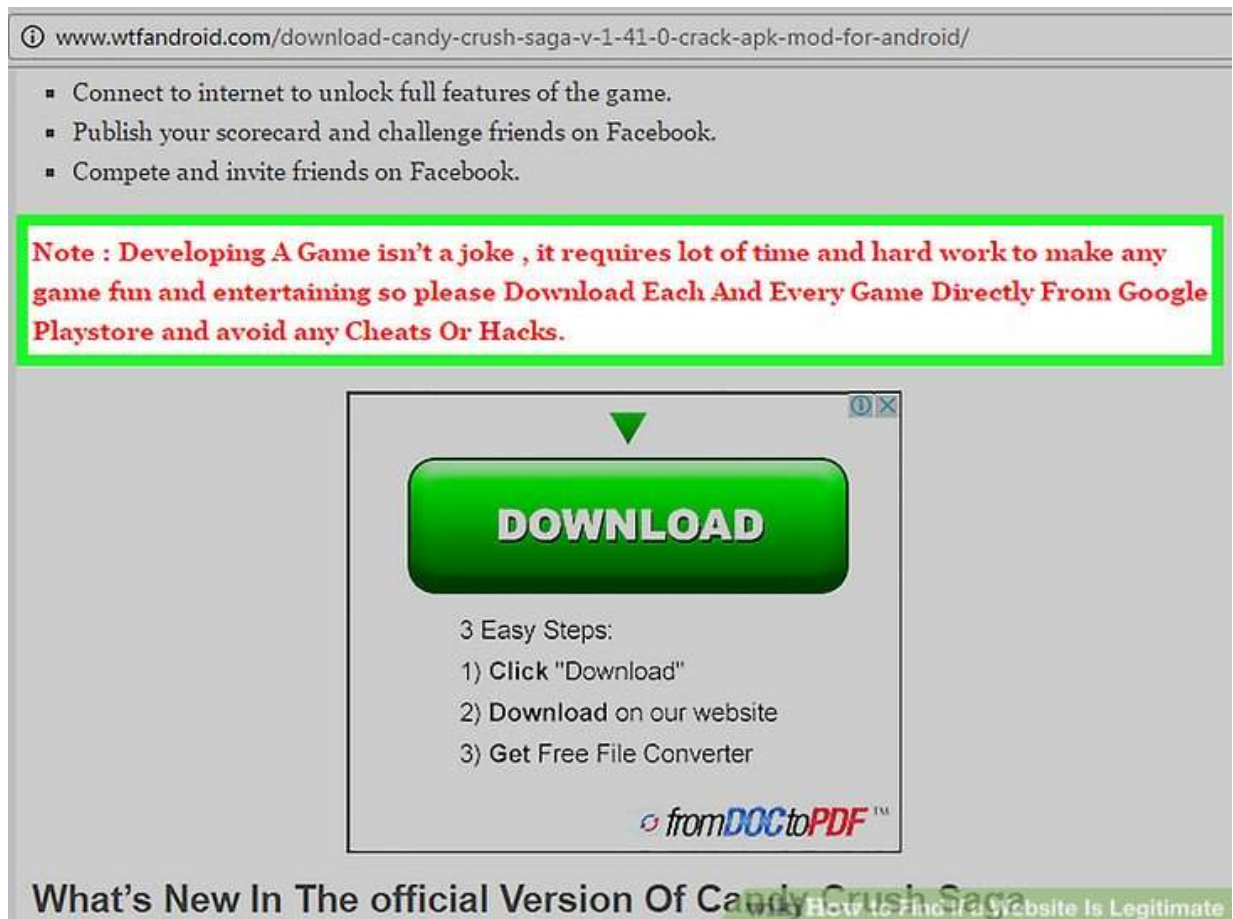 www.wtfandroid.com/download-candy-crush-saga-v-1-41-0-crack-apk-mod-for-android/
Connect to internet to unlock full features of the game.
Publish your scorecard and challenge friends on Facebook.
Compete and invite friends on Facebook.
Note : Developing A Game isn't a joke , it requires lot of time and hard work to make any
game fun and entertaining so please Download Each And Every Game Directly From Google
Playstore and avoid any Cheats Or Hacks.
DOWNLOAD
3 Easy Steps:
1) Click "Download"
2) Download on our website
3) Get Free File Converter
fromDOCtoPDF™
What's New In The official Version Of Candy Crush Saga
wikiHow to Find if a Website Is Legitimate